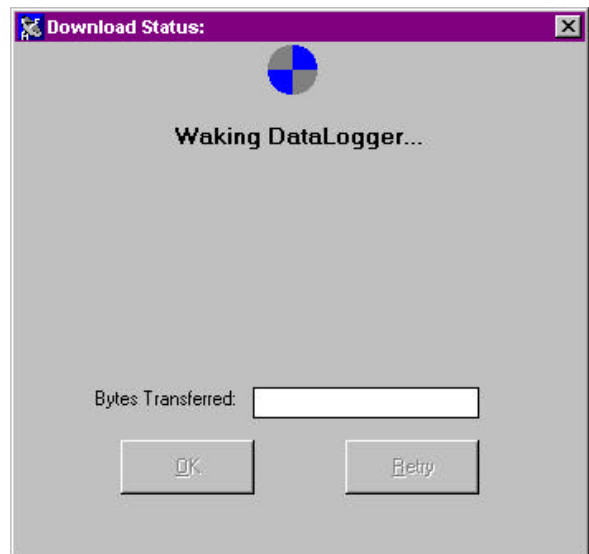 Download Status:
Waking DataLogger...
Bytes Transferred:
OK
Retry